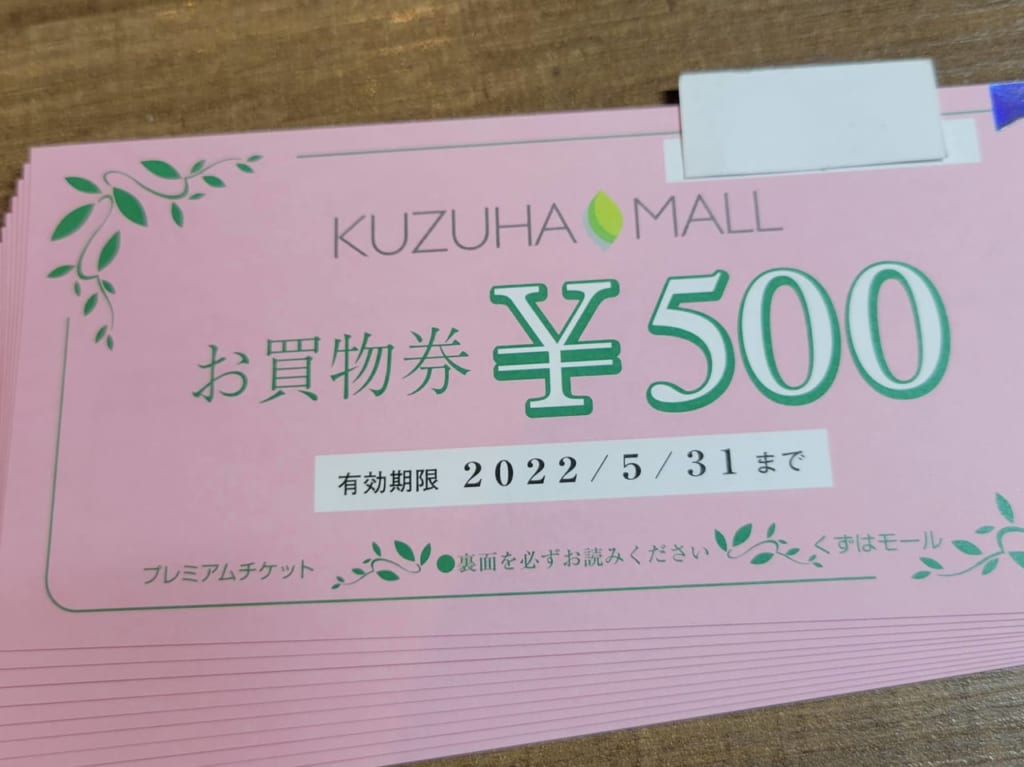 KUZUHA MALL
お買物券 ¥500
有効期限 2022/5/31まで
プレミアムチケット ●裏面を必ずお読みください くずはモール